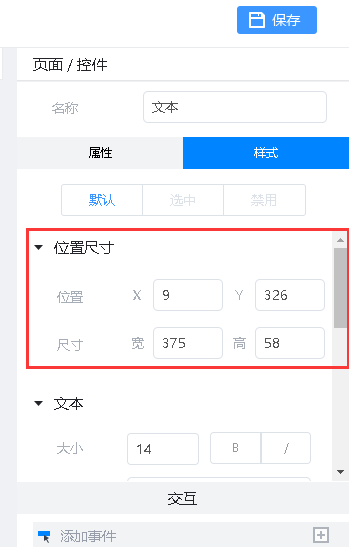 保存
页面 / 控件
名称 文本
属性 样式
默认 选中 禁用
位置尺寸
位置 X 9 Y 326
尺寸 宽 375 高 58
文本
大小 14 B /
交互
添加事件